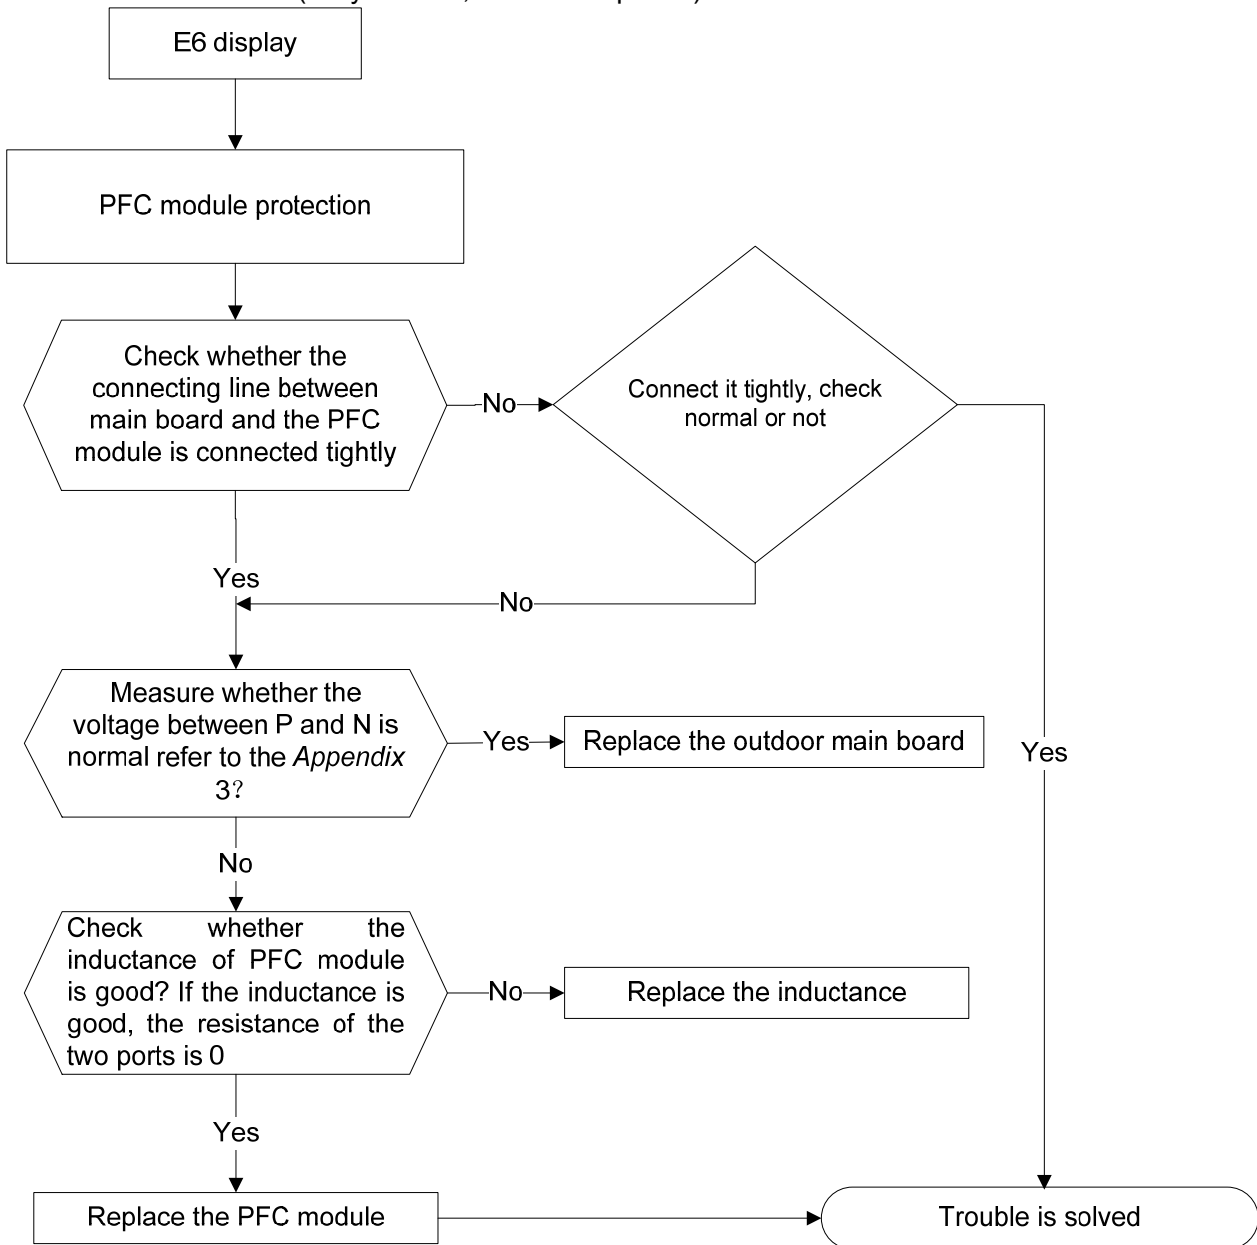 E6 display
PFC module protection
Check whether the
connecting line between
main board and the PFC
module is connected tightly
No
Connect it tightly, check
normal or not
Yes
No
Measure whether the
voltage between P and N is
normal refer to the Appendix
3?
Yes
Replace the outdoor main board
Yes
No
Check whether the
inductance of PFC module
is good? If the inductance is
good, the resistance of the
two ports is 0
No
Replace the inductance
Yes
Replace the PFC module
Trouble is solved